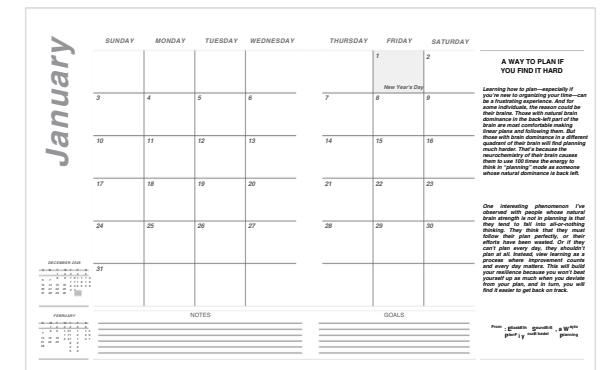 January
SUNDAY MONDAY TUESDAY WEDNESDAY THURSDAY FRIDAY SATURDAY
1 2
New Year's Day
3 4 5 6 7 8 9
10 11 12 13 14 15 16
17 18 19 20 21 22 23
24 25 26 27 28 29 30
31
NOTES
GOALS
FEBRUARY
A WAY TO PLAN IF
YOU FIND IT HARD
Learning how to plan—especially if
you're new to organizing your time—can
be a frustrating experience. And for
some individuals, the reason could be
their brains. Those with natural brain
dominance in the back-left part of the
brain are most comfortable making
linear plans and following them. But
those with brain dominance in a different
quadrant of their brain will find planning
much harder. That's because the
neurochemistry of their brain causes
them to use 100 times the energy to
think in "planning" mode as someone
whose natural dominance is back left.
One interesting phenomenon I've
observed with people whose natural
brain strength is not in planning is that
they tend to fall into all-or-nothing
thinking. They think that they must
follow their plan perfectly, or their
efforts have been wasted. Or if they
can't plan every day, they shouldn't
plan at all. Instead, view learning as a
process where improvement counts
and every day matters. This will build
your resilience because you won't beat
yourself up as much when you deviate
from your plan, and in turn, you will
find it easier to get back on track.
From